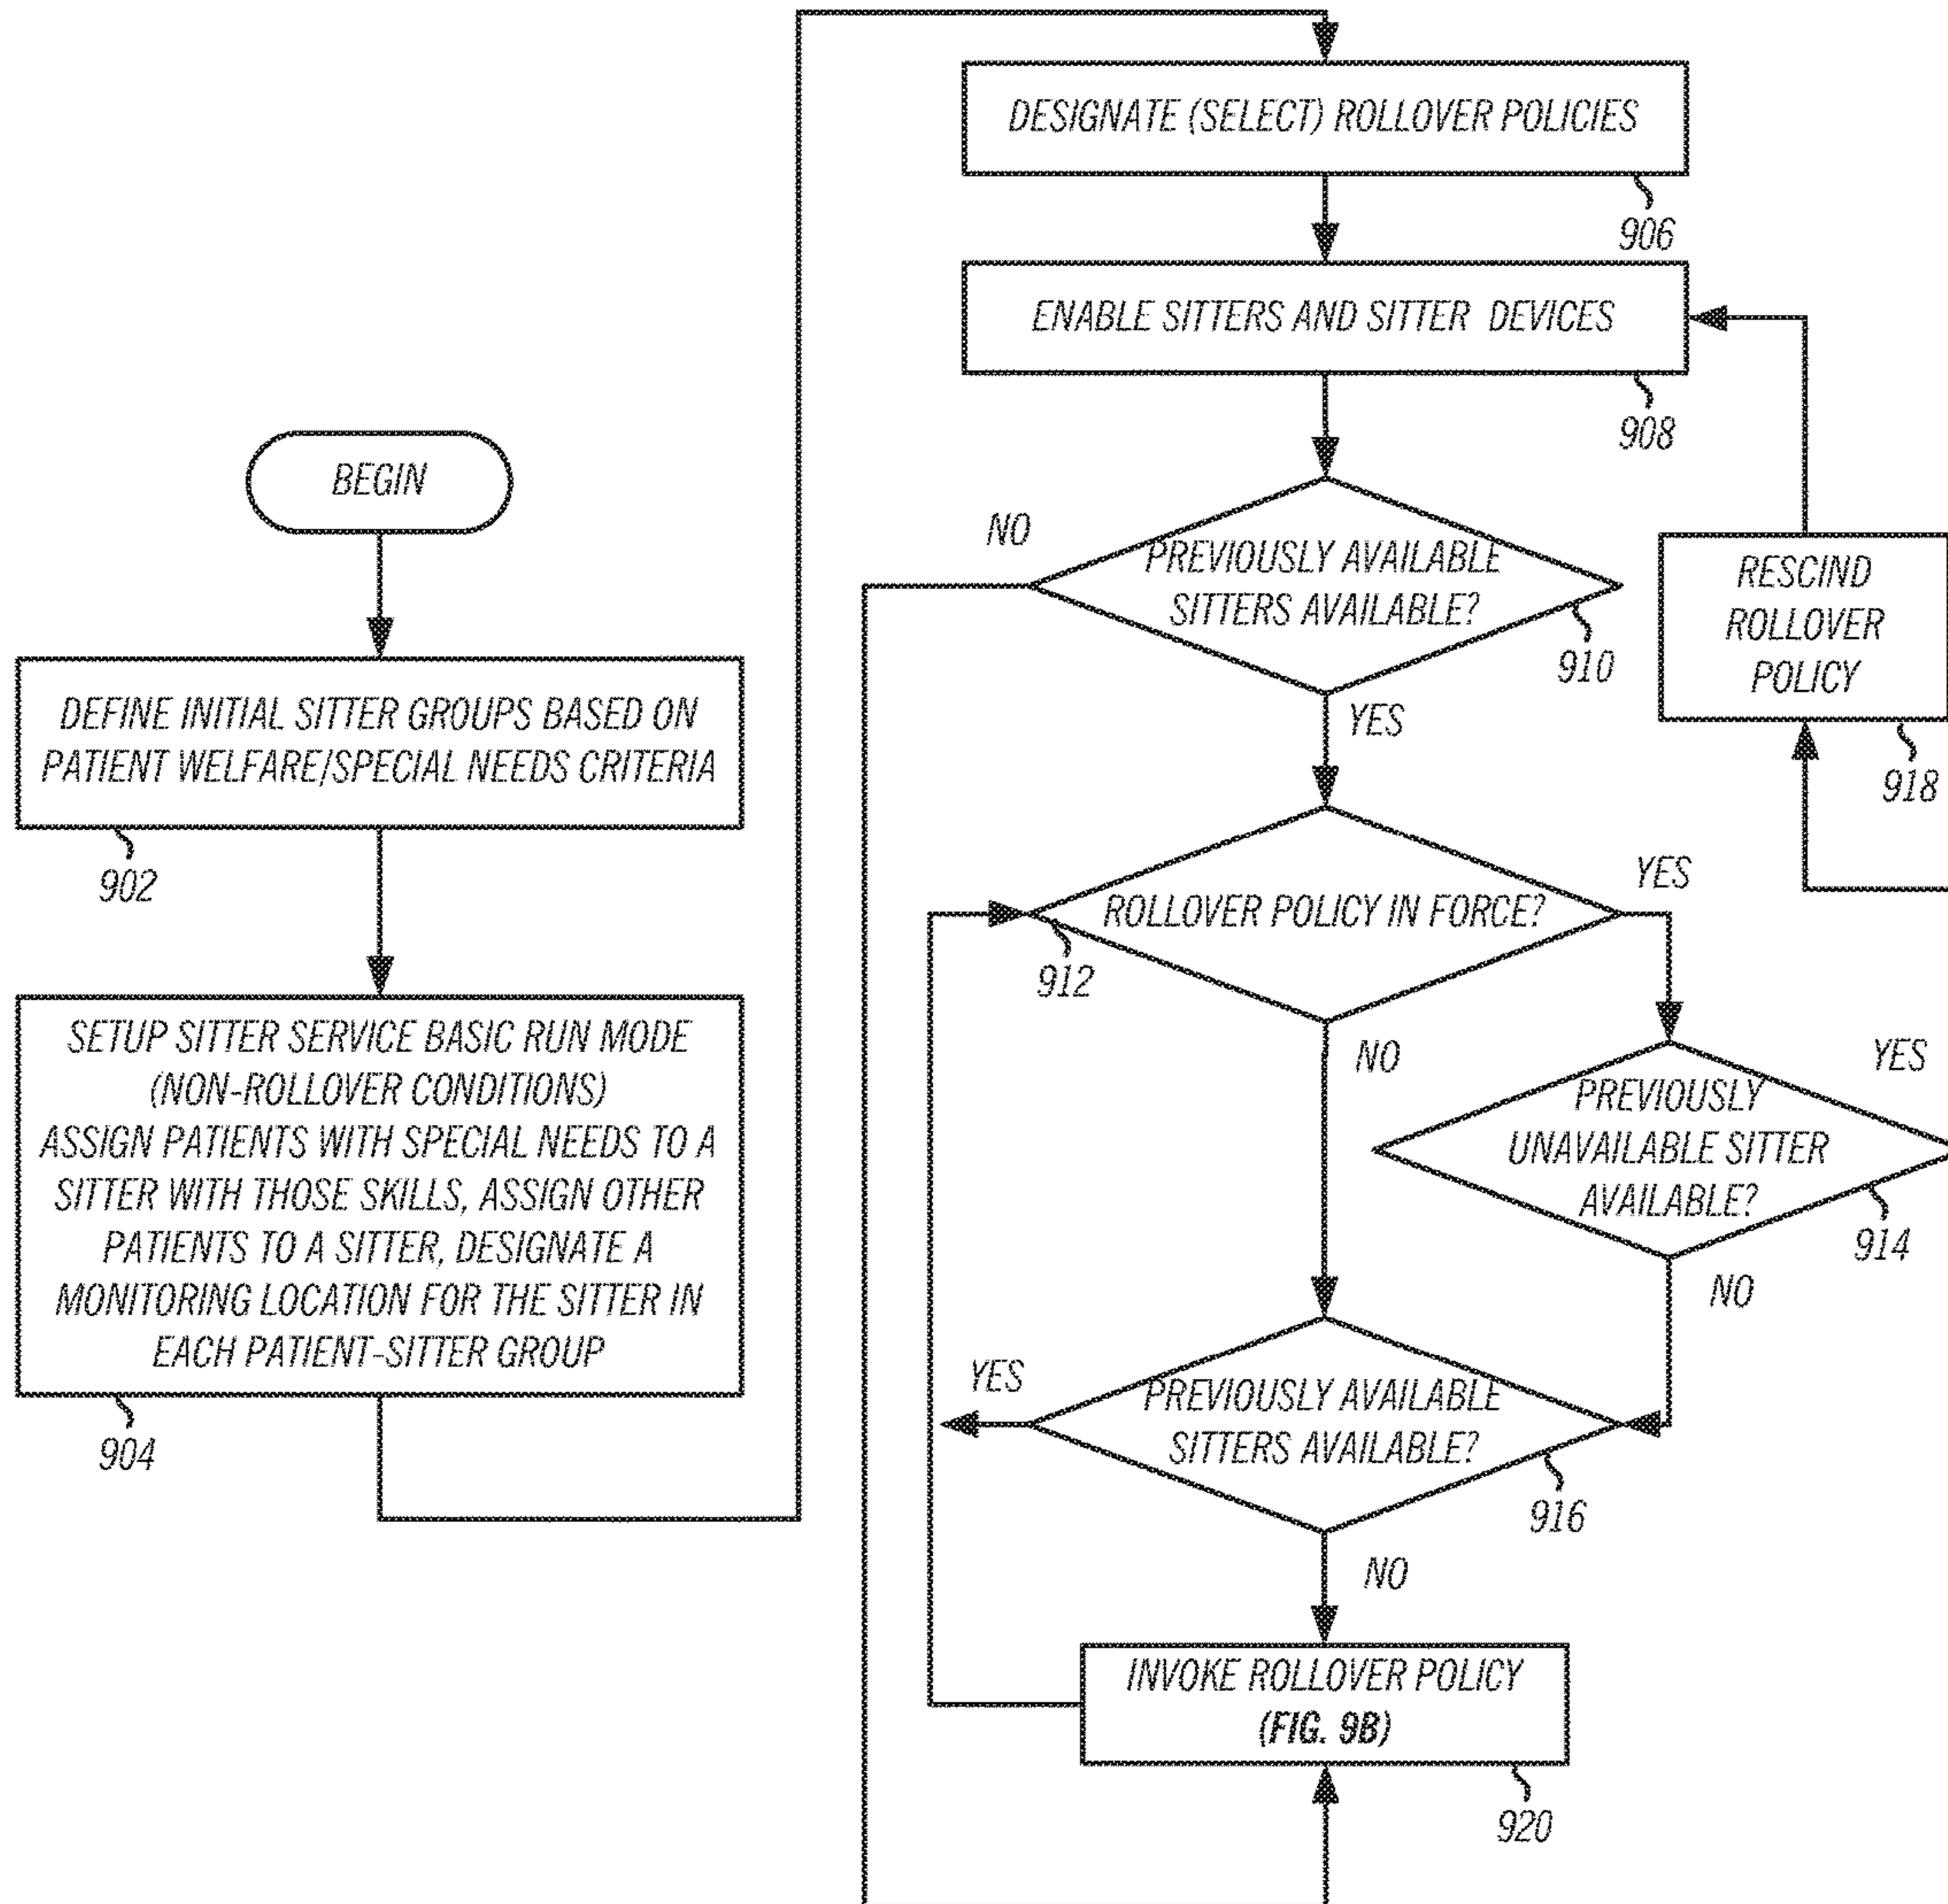 BEGIN
DEFINE INITIAL SITTER GROUPS BASED ON
PATIENT WELFARE/SPECIAL NEEDS CRITERIA
902
SETUP SITTER SERVICE BASIC RUN MODE
(NON-ROLLOVER CONDITIONS)
ASSIGN PATIENTS WITH SPECIAL NEEDS TO A
SITTER WITH THOSE SKILLS, ASSIGN OTHER
PATIENTS TO A SITTER, DESIGNATE A
MONITORING LOCATION FOR THE SITTER IN
EACH PATIENT-SITTER GROUP
904
DESIGNATE (SELECT) ROLLOVER POLICIES
906
ENABLE SITTERS AND SITTER DEVICES
908
NO
PREVIOUSLY AVAILABLE
SITTERS AVAILABLE?
910
YES
RESCIND
ROLLOVER
POLICY
918
ROLLOVER POLICY IN FORCE?
YES
912
NO
YES
PREVIOUSLY
UNAVAILABLE SITTER
AVAILABLE?
914
NO
YES
PREVIOUSLY AVAILABLE
SITTERS AVAILABLE?
916
NO
INVOKE ROLLOVER POLICY
(FIG. 9B)
920